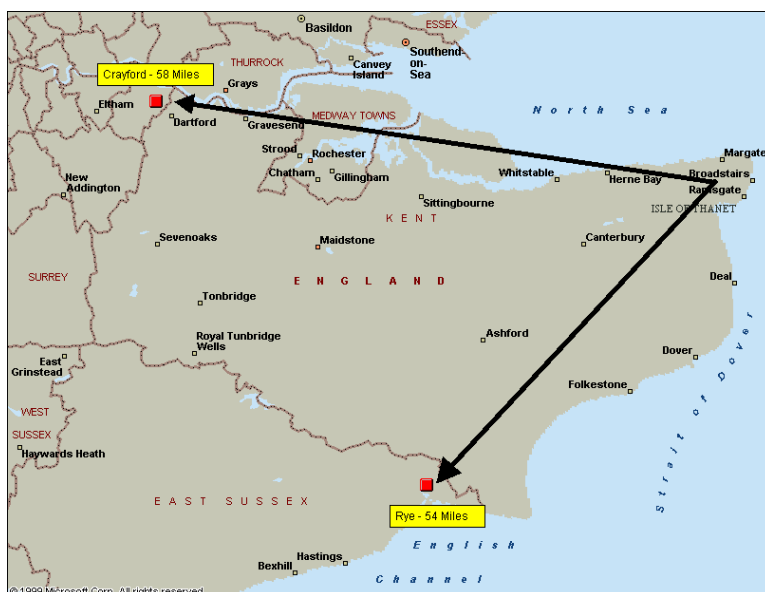 Basildon
ESSEX
Southend-
on-
Sea
THURROCK
Canvey
Island
Crayford - 58 Miles
Grays
North Sea
Eltham
Dartford
Gravesend
MEDWAY TOWNS
Strood
Rochester
Margate
New
Addington
Chatham
Gillingham
Whitstable
Herne Bay
Broadstairs
Ramsgate
Sittingbourne
ISLE OF THANET
KENT
Sevenoaks
Maidstone
Canterbury
SURREY
ENGLAND
Deal
Tonbridge
Royal Tunbridge
Wells
Ashford
East
Grinstead
Dover
Folkestone
Strait of Dover
WEST
SUSSEX
Haywards Heath
EAST SUSSEX
Rye - 54 Miles
English
Channel
Hastings
Bexhill
© 1999 Microsoft Corp. All rights reserved.